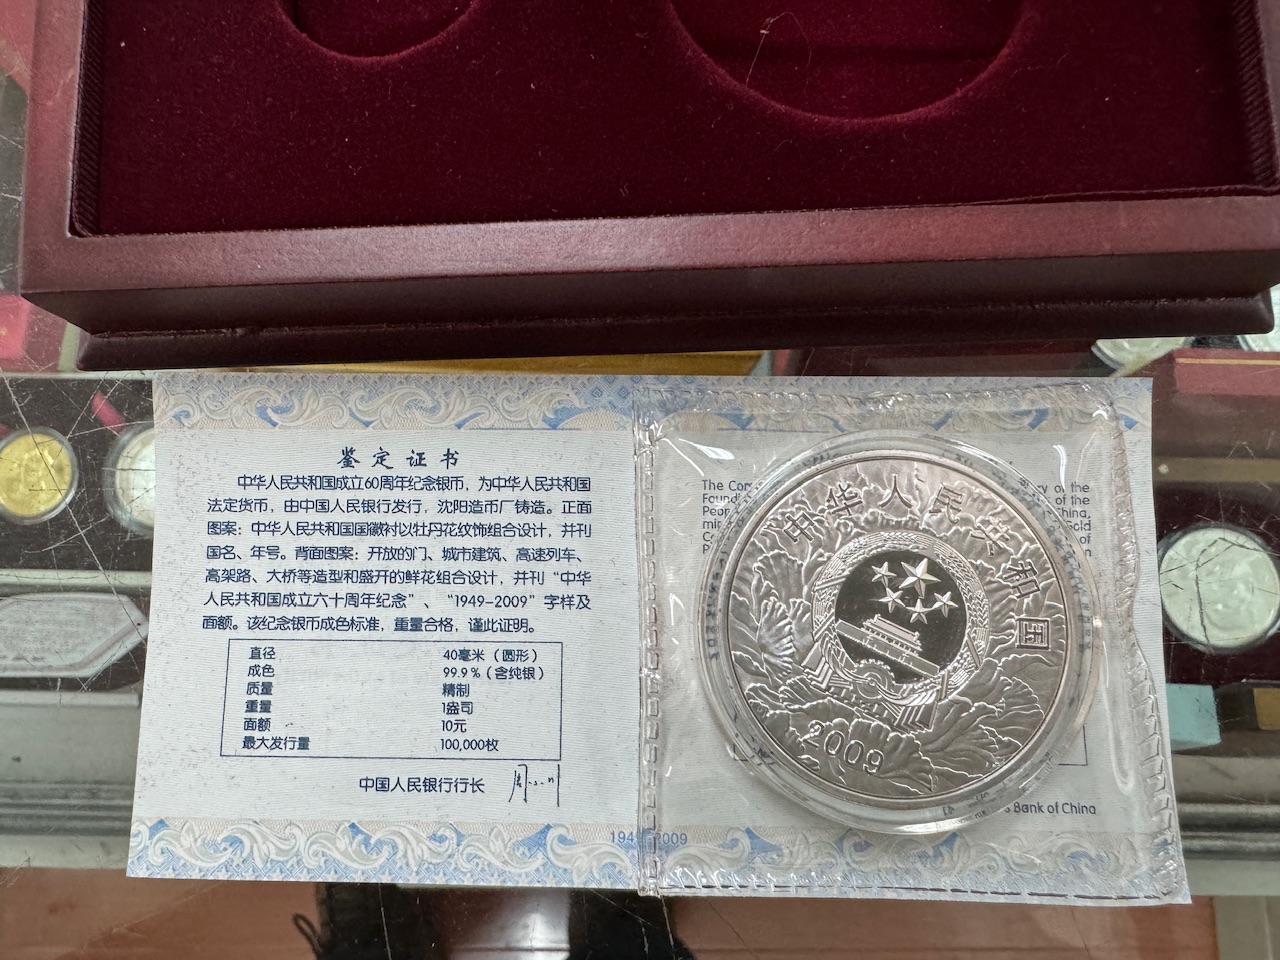 鉴定证书
中华人民共和国成立60周年纪念银币，为中华人民共和国
法定货币，由中国人民银行发行，沈阳造币厂铸造。正面
图案：中华人民共和国国徽衬以牡丹花纹饰组合设计，并刊
国名、年号。背面图案：开放的门、城市建筑、高速列车、
高架路、大桥等造型和盛开的鲜花组合设计，并刊“中华
人民共和国成立六十周年纪念”、“1949-2009”字样及
面额。该纪念银币成色标准，重量合格，谨此证明。
直径 40毫米（圆形）
成色 99.9%（含纯银）
质量 精制
重量 1盎司
面额 10元
最大发行量 100,000枚
中国人民银行行长
2009
The
of the
of the
China,
Gold
of
中华人民共和国
2009
Bank of China